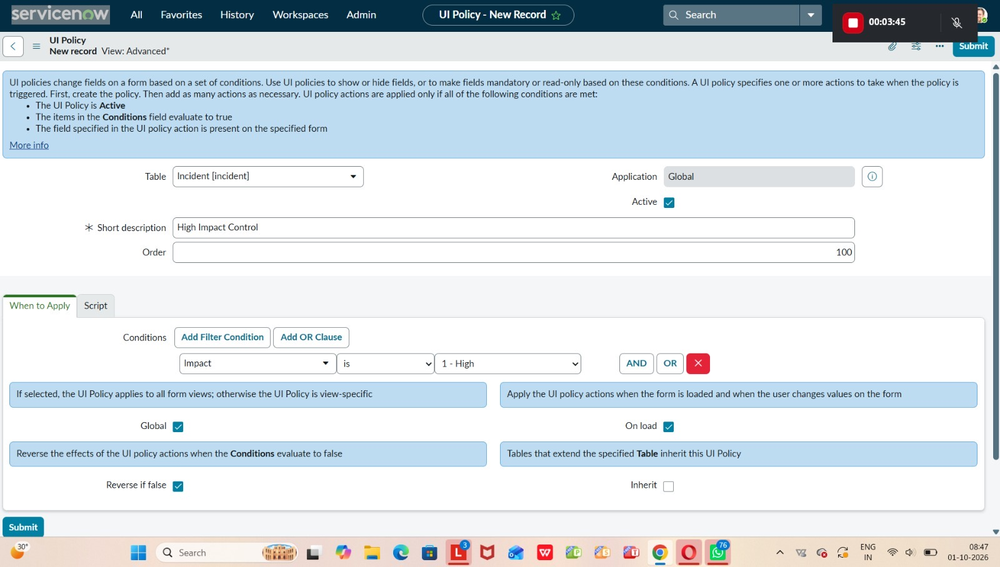 servicenow All Favorites History Workspaces Admin UI Policy - New Record Search 00:03:45
UI Policy
New record View: Advanced*
Submit
UI policies change fields on a form based on a set of conditions. Use UI policies to show or hide fields, or to make fields mandatory or read-only based on these conditions. A UI policy specifies one or more actions to take when the policy is
triggered. First, create the policy. Then add as many actions as necessary. UI policy actions are applied only if all of the following conditions are met:
• The UI Policy is Active
• The items in the Conditions field evaluate to true
• The field specified in the UI policy action is present on the specified form
More info
Table Incident [incident] Application Global
Active
* Short description High Impact Control
Order 100
When to Apply Script
Conditions Add Filter Condition Add OR Clause
Impact is 1 - High AND OR
If selected, the UI Policy applies to all form views; otherwise the UI Policy is view-specific
Apply the UI policy actions when the form is loaded and when the user changes values on the form
Global On load
Reverse the effects of the UI policy actions when the Conditions evaluate to false
Tables that extend the specified Table inherit this UI Policy
Reverse if false Inherit
Submit
30° Search L 3 W P S T 76 ENG 08:47
IN 01-10-2026